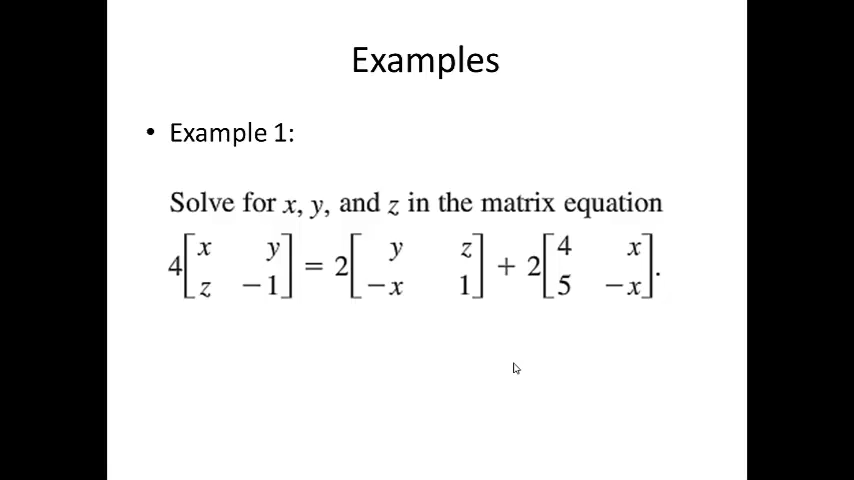 Examples
• Example 1:
Solve for x, y, and z in the matrix equation
4[x y; z −1] = 2[y z; −x 1] + 2[4 x; 5 −x].